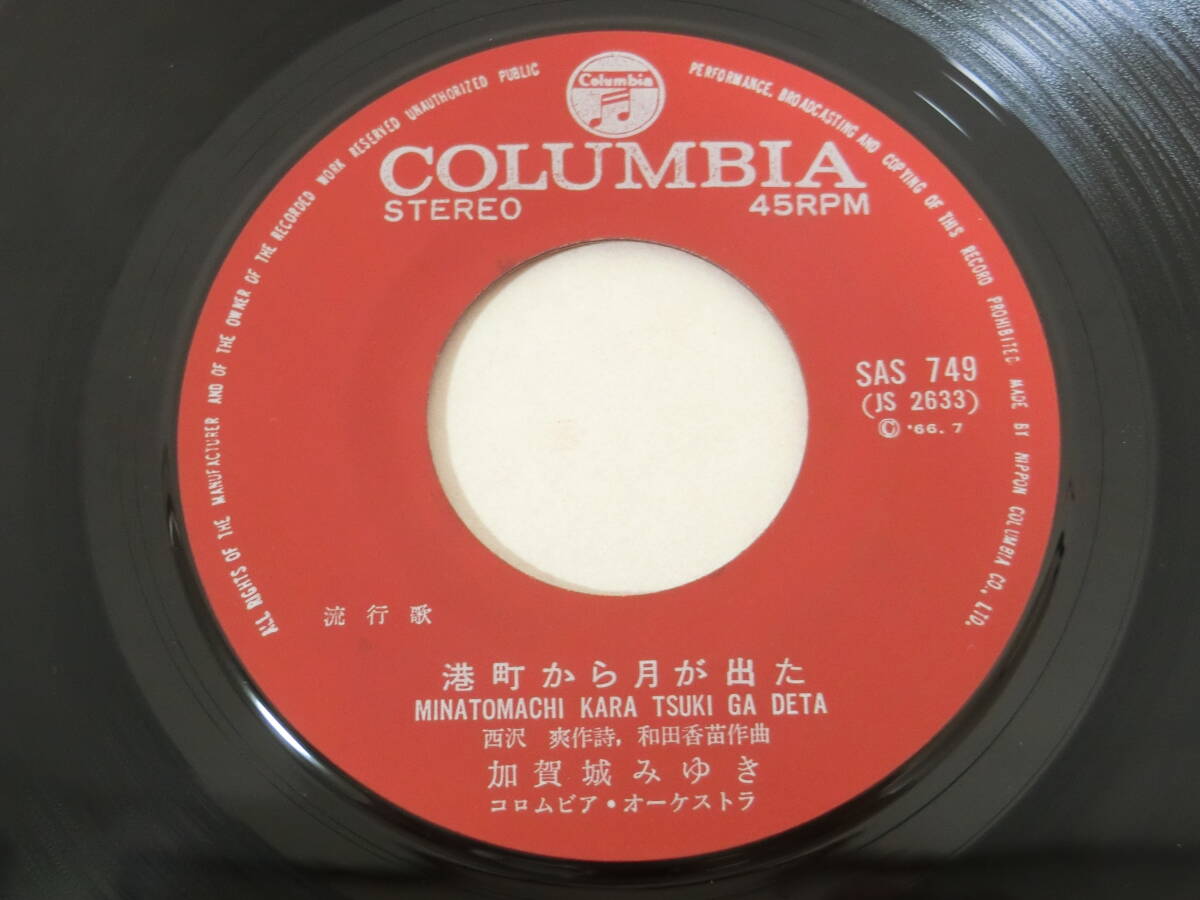 Columbia
COLUMBIA
STEREO 45RPM
ALL RIGHTS OF THE MANUFACTURER AND OF THE OWNER OF THE RECORDED WORK RESERVED UNAUTHORIZED PUBLIC PERFORMANCE, BROADCASTING AND COPYING OF THIS RECORD PROHIBITED MADE BY NIPPON COLUMBIA CO., LTD.
SAS 749
(JS 2633)
© '66. 7
流行歌
港町から月が出た
MINATOMACHI KARA TSUKI GA DETA
西沢 爽作詩, 和田香苗作曲
加賀城みゆき
コロムビア・オーケストラ